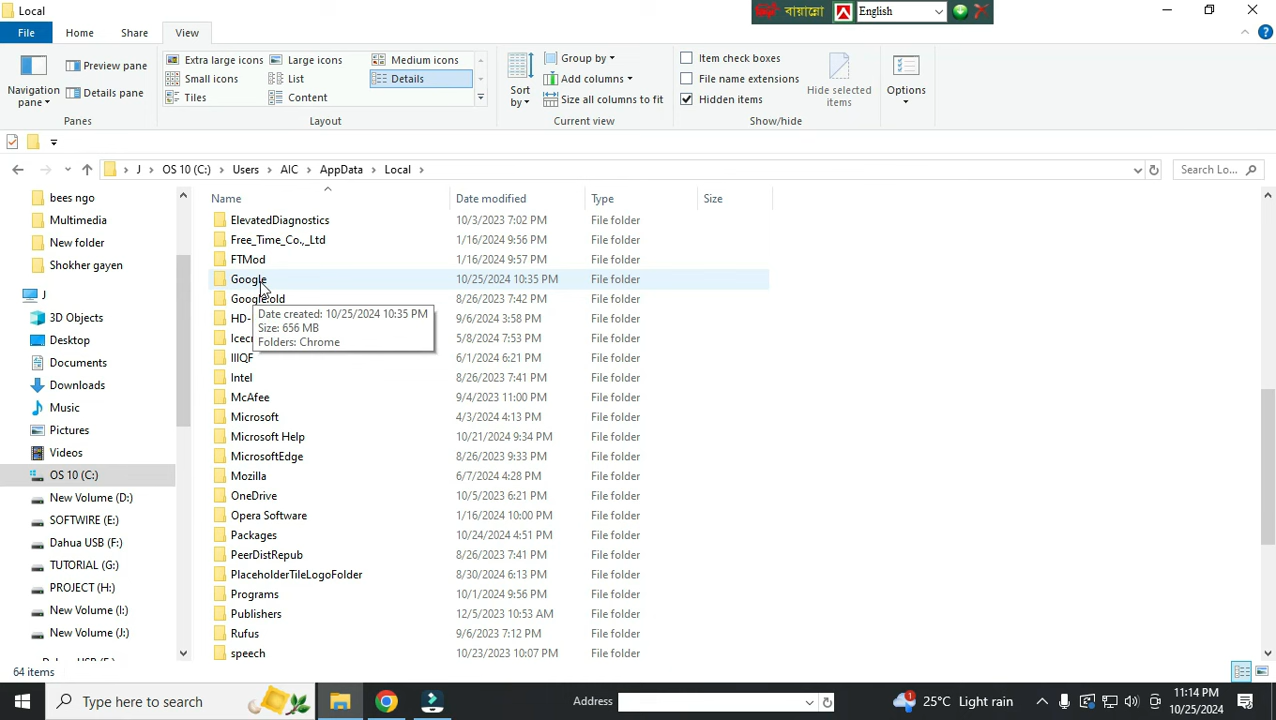 Local
বায়ান্নো English
File Home Share View
Navigation pane
Preview pane
Details pane
Panes
Extra large icons Large icons Medium icons
Small icons List Details
Tiles Content
Layout
Sort by
Group by
Add columns
Size all columns to fit
Current view
Item check boxes
File name extensions
Hidden items
Hide selected items
Show/hide
Options
J OS 10 (C:) Users AIC AppData Local
Search Lo...
bees ngo
Multimedia
New folder
Shokher gayen
J
3D Objects
Desktop
Documents
Downloads
Music
Pictures
Videos
OS 10 (C:)
New Volume (D:)
SOFTWIRE (E:)
Dahua USB (F:)
TUTORIAL (G:)
PROJECT (H:)
New Volume (I:)
New Volume (J:)
Name Date modified Type Size
ElevatedDiagnostics 10/3/2023 7:02 PM File folder
Free_Time_Co.,_Ltd 1/16/2024 9:56 PM File folder
FTMod 1/16/2024 9:57 PM File folder
Google 10/25/2024 10:35 PM File folder
Google.old 8/26/2023 7:42 PM File folder
HD- 9/6/2024 3:58 PM File folder
5/8/2024 7:53 PM File folder
IIIQF 6/1/2024 6:21 PM File folder
Date created: 10/25/2024 10:35 PM
Size: 656 MB
Folders: Chrome
Intel 8/26/2023 7:41 PM File folder
McAfee 9/4/2023 11:00 PM File folder
Microsoft 4/3/2024 4:13 PM File folder
Microsoft Help 10/21/2024 9:34 PM File folder
MicrosoftEdge 8/26/2023 9:33 PM File folder
Mozilla 6/7/2024 4:28 PM File folder
OneDrive 10/5/2023 6:21 PM File folder
Opera Software 1/16/2024 10:00 PM File folder
Packages 10/24/2024 4:51 PM File folder
PeerDistRepub 8/26/2023 7:41 PM File folder
PlaceholderTileLogoFolder 8/30/2024 6:13 PM File folder
Programs 10/1/2024 9:56 PM File folder
Publishers 12/5/2023 10:53 AM File folder
Rufus 9/6/2023 7:12 PM File folder
speech 10/23/2023 10:07 PM File folder
64 items
Type here to search
Address
25°C Light rain
11:14 PM
10/25/2024